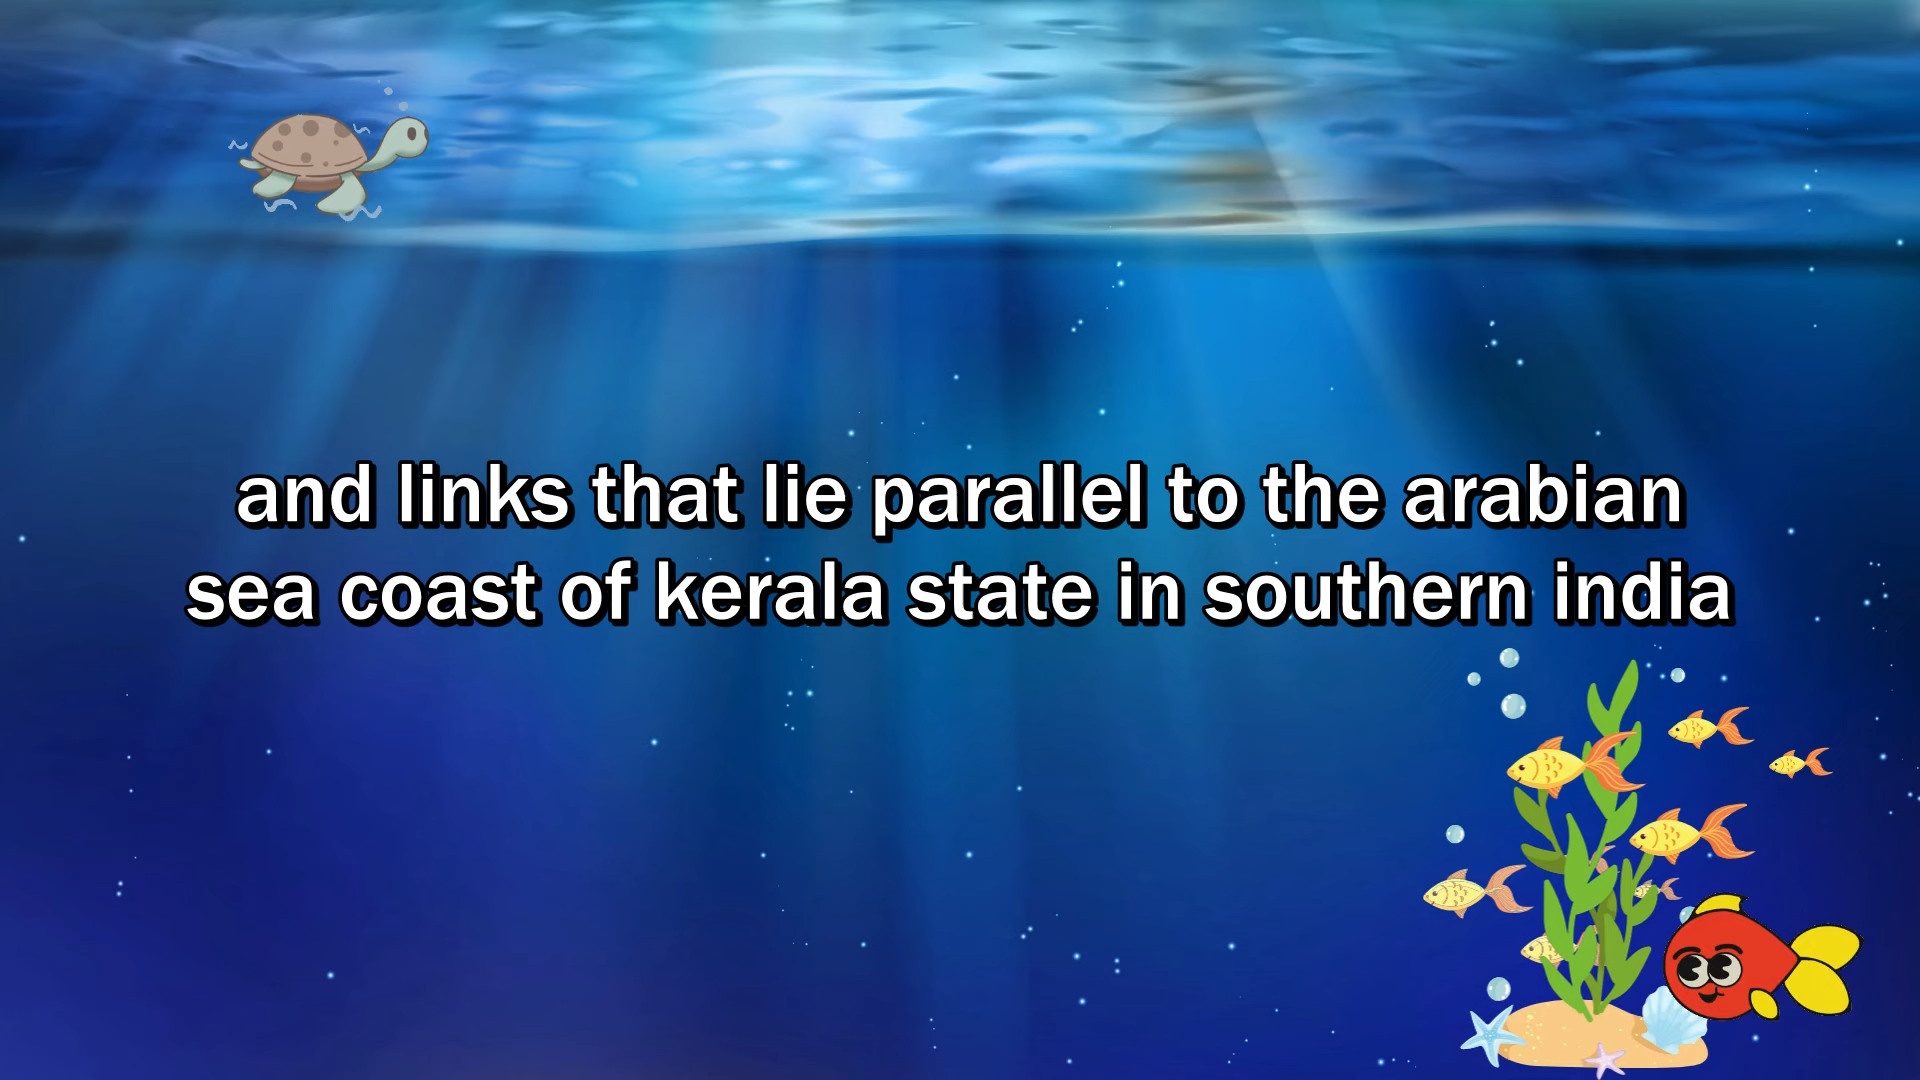 and links that lie parallel to the arabian
sea coast of kerala state in southern india